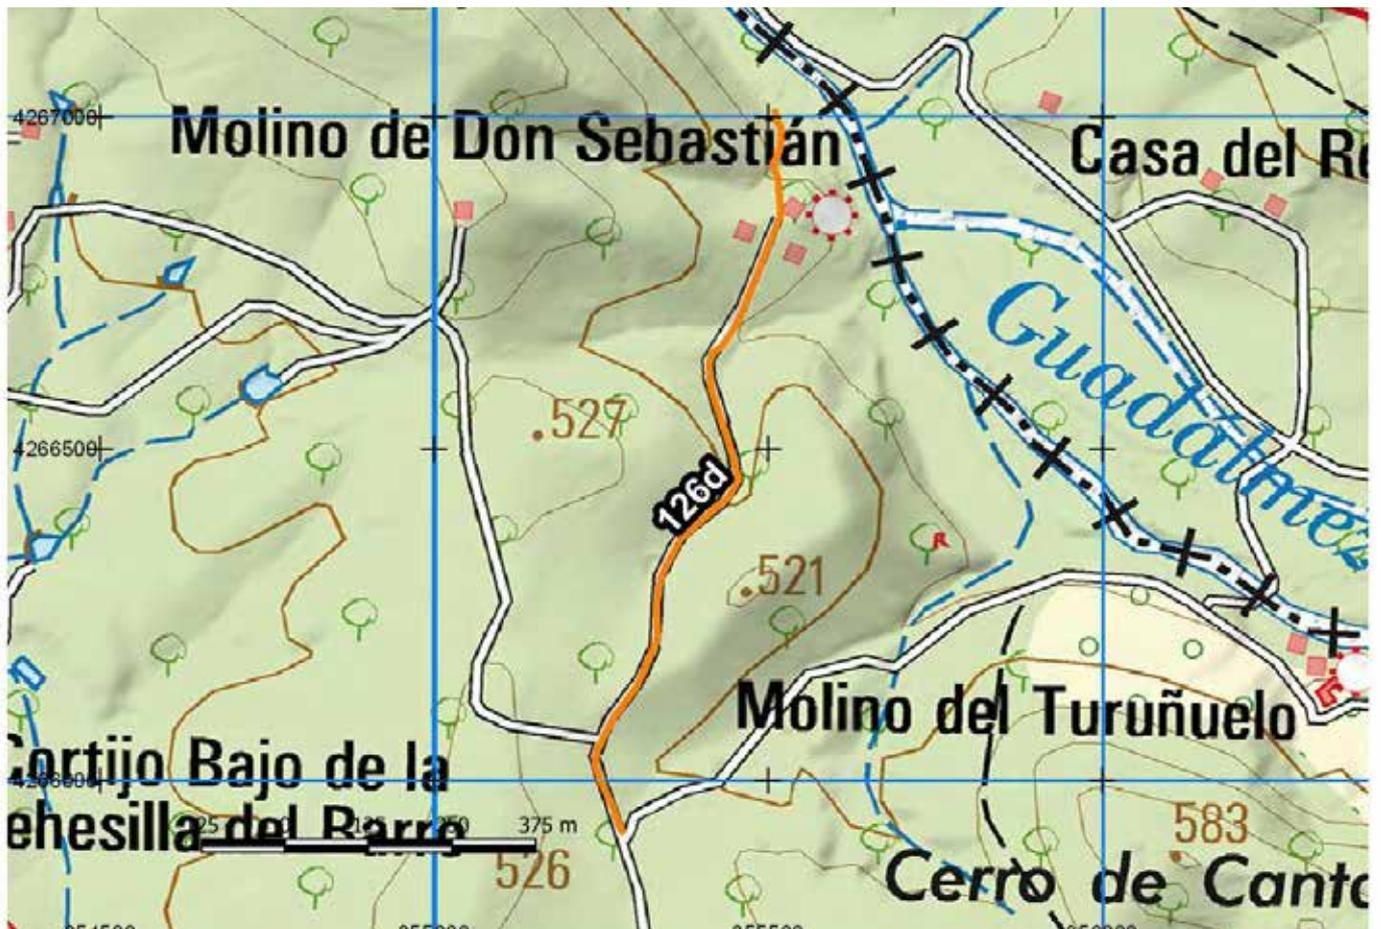 4267000
Molino de Don Sebastián
Casa del Re
Guadalmez
527
4266500
126d
521
Molino del Turuñuelo
Cortijo Bajo de la
ehesilla del Barro
375 m
526
583
Cerro de Canto
R